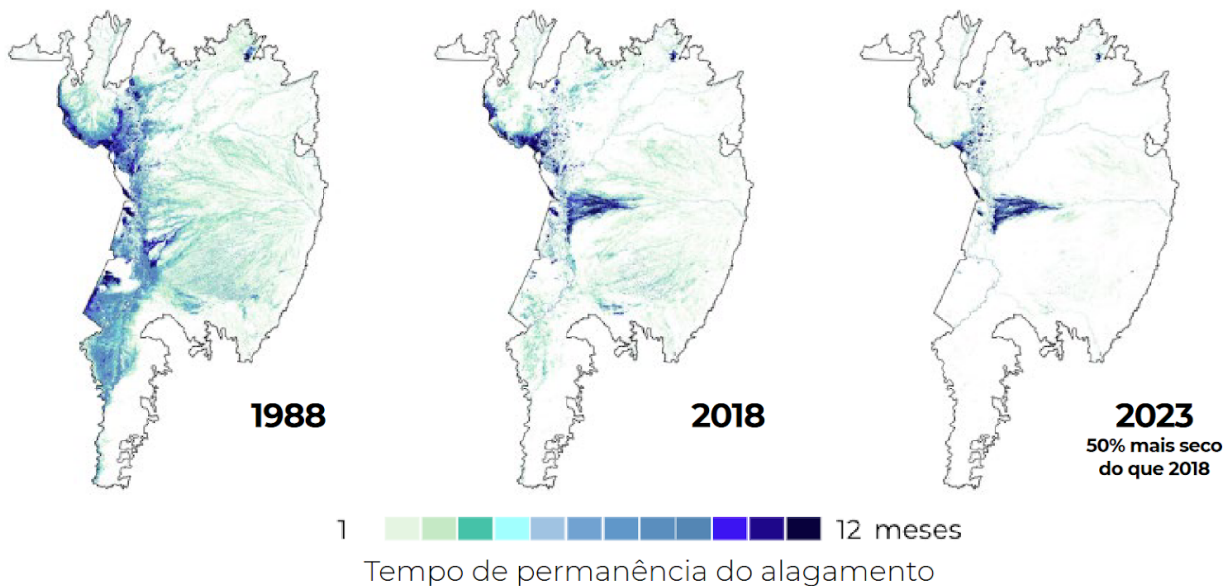 1988
2018
2023
50% mais seco
do que 2018
1 12 meses
Tempo de permanência do alagamento